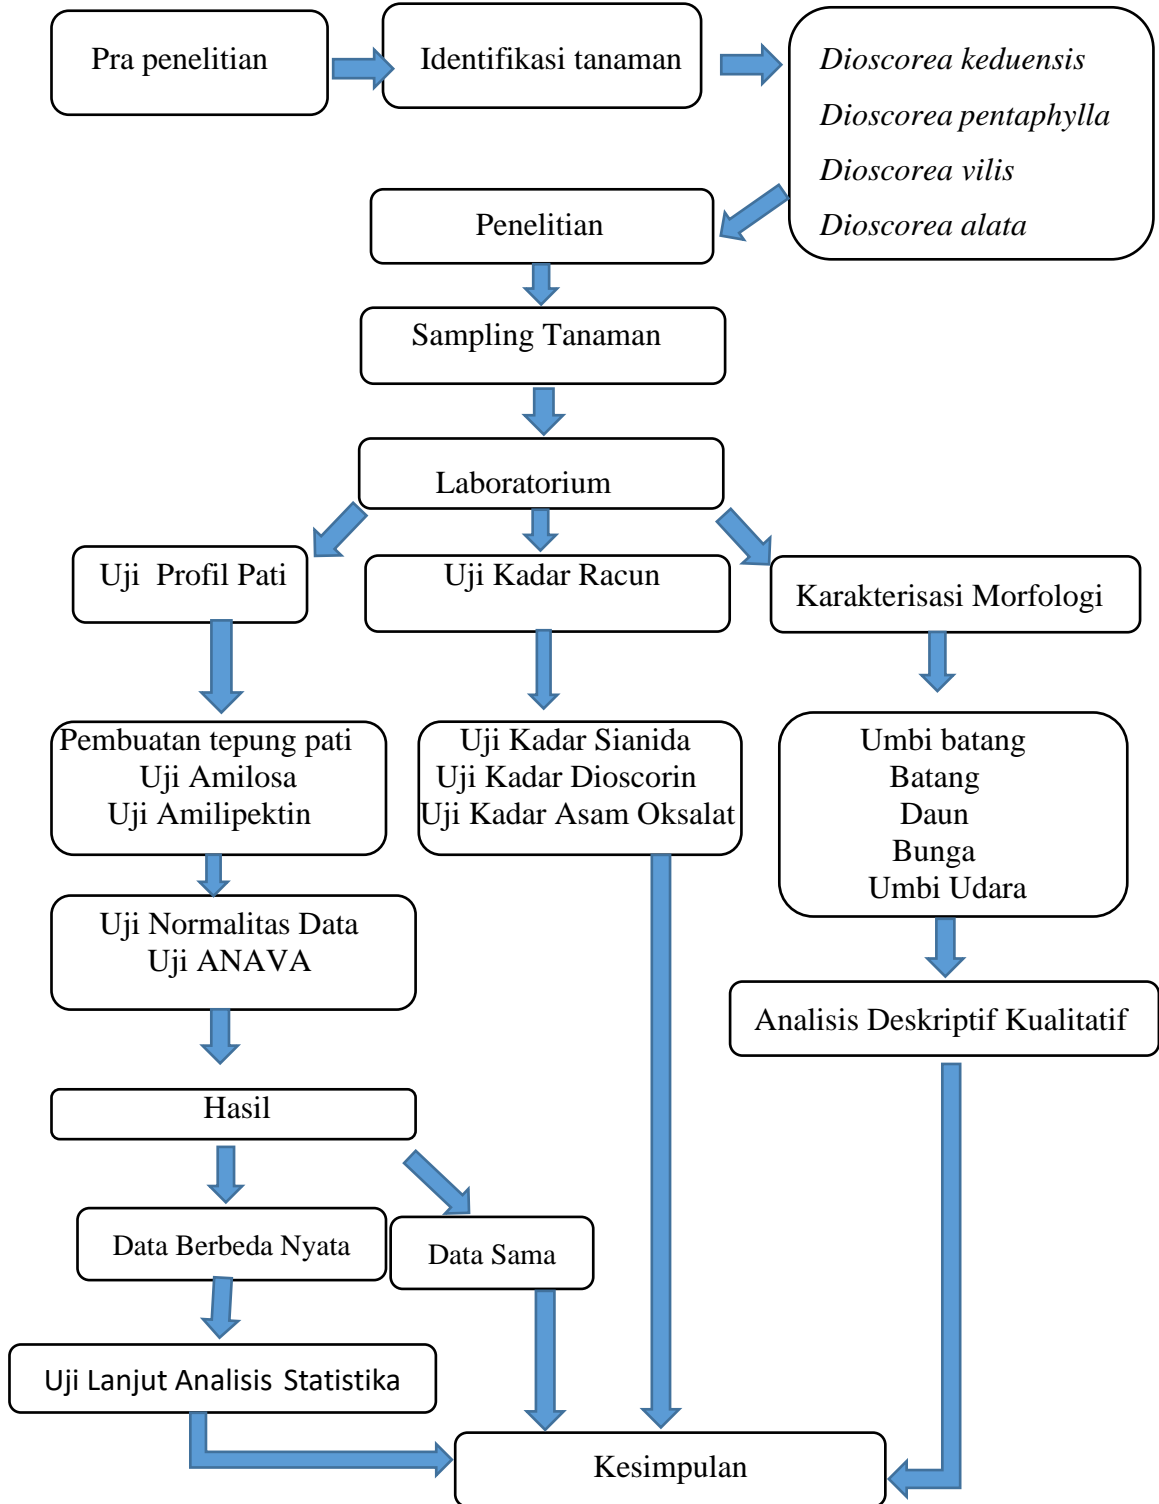 Pra penelitian
Identifikasi tanaman
Dioscorea keduensis
Dioscorea pentaphylla
Dioscorea vilis
Dioscorea alata
Penelitian
Sampling Tanaman
Laboratorium
Uji Profil Pati
Uji Kadar Racun
Karakterisasi Morfologi
Pembuatan tepung pati
Uji Amilosa
Uji Amilipektin
Uji Kadar Sianida
Uji Kadar Dioscorin
Uji Kadar Asam Oksalat
Umbi batang
Batang
Daun
Bunga
Umbi Udara
Uji Normalitas Data
Uji ANAVA
Analisis Deskriptif Kualitatif
Hasil
Data Berbeda Nyata
Data Sama
Uji Lanjut Analisis Statistika
Kesimpulan